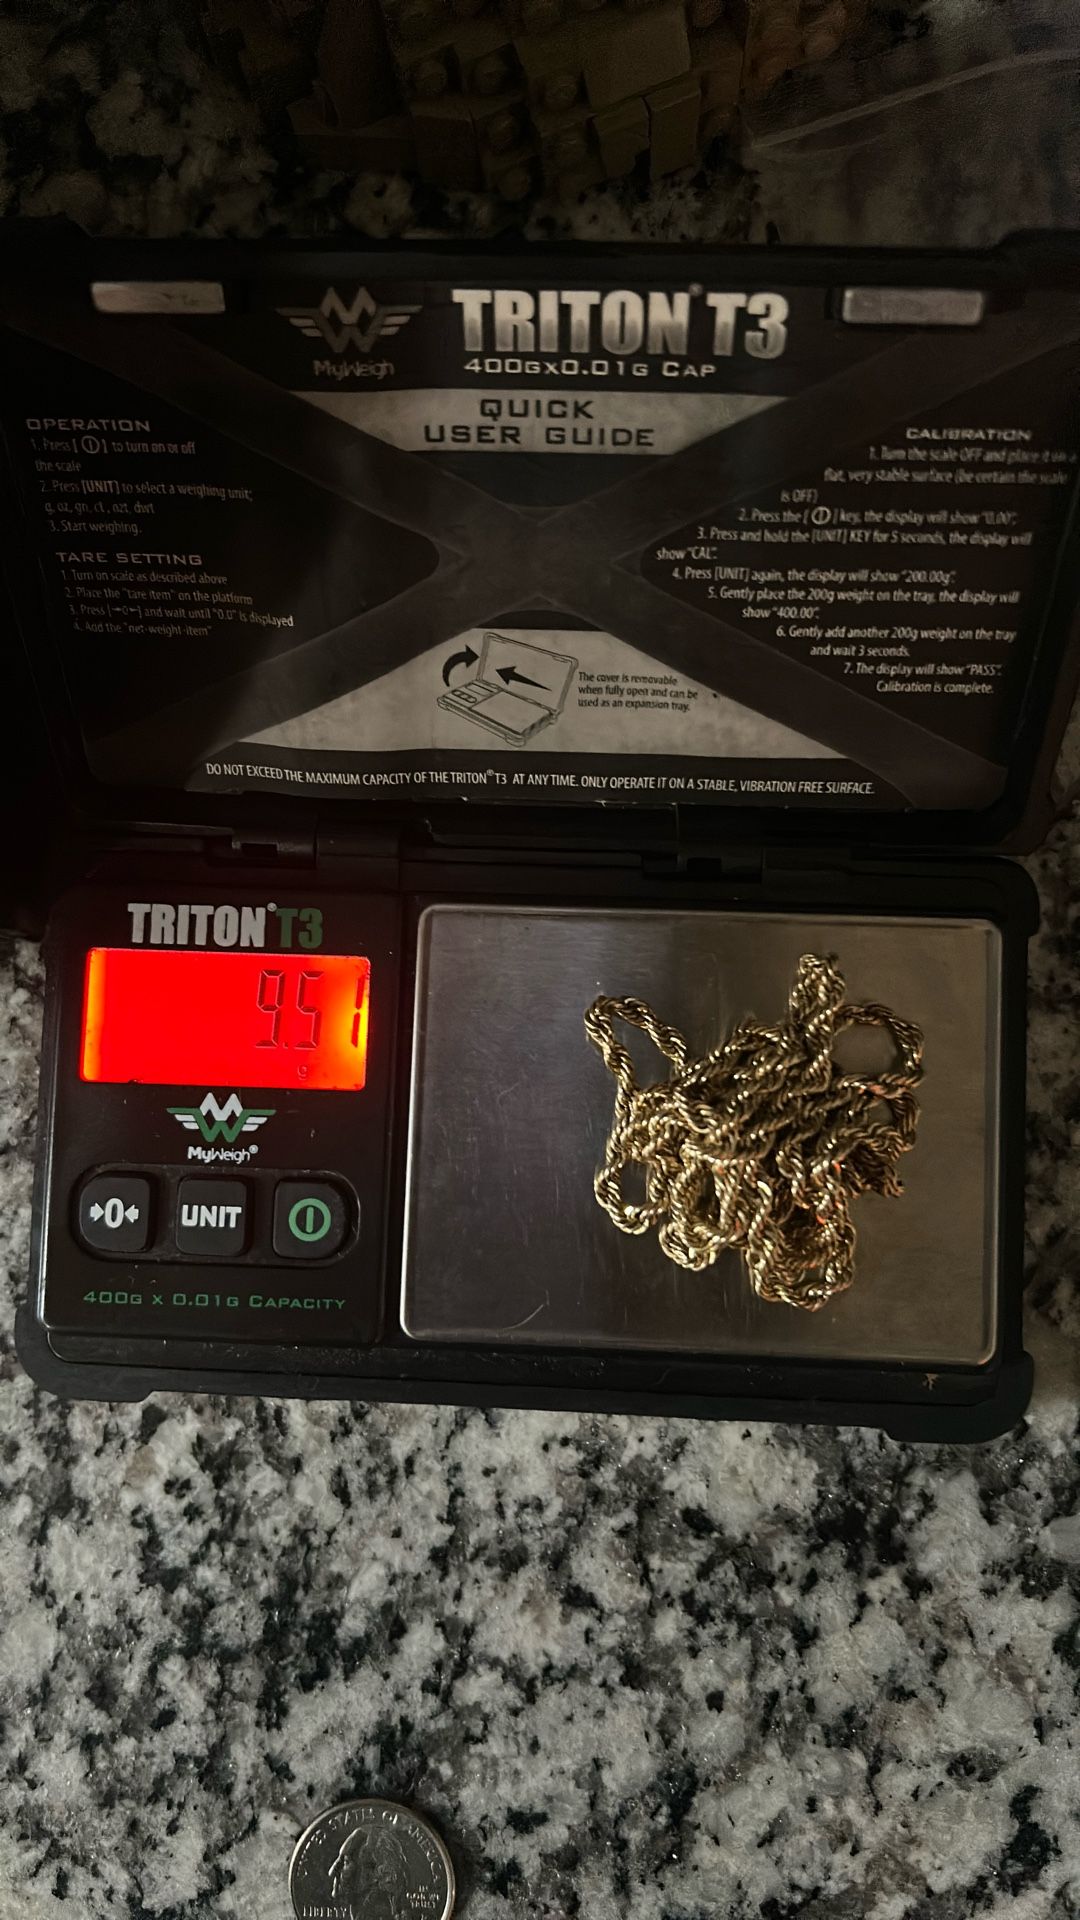 TRITON® T3
MyWeigh
400Gx0.01G CAP
QUICK
USER GUIDE
OPERATION
1. Press [ ] to turn on or off
the scale
2. Press [UNIT] to select a weighing unit;
g, oz, gn, ct, ozt, dwt
3. Start weighing.
TARE SETTING
1. Turn on scale as described above
2. Place the "tare item" on the platform
3. Press [→0←] and wait until "0.0" is displayed
4. Add the "net-weight-item"
CALIBRATION
1. Turn the scale OFF and place it on a
flat, very stable surface (be certain the scale
is OFF)
2. Press the [ ] key, the display will show "0.00".
3. Press and hold the [UNIT] KEY for 5 seconds, the display will
show "CAL".
4. Press [UNIT] again, the display will show "200.00g".
5. Gently place the 200g weight on the tray, the display will
show "400.00".
6. Gently add another 200g weight on the tray
and wait 3 seconds.
7. The display will show "PASS".
Calibration is complete.
The cover is removable
when fully open and can be
used as an expansion tray.
DO NOT EXCEED THE MAXIMUM CAPACITY OF THE TRITON® T3 AT ANY TIME. ONLY OPERATE IT ON A STABLE, VIBRATION FREE SURFACE.
TRITON® T3
9.51
g
MyWeigh®
→0← UNIT
400G x 0.01G CAPACITY
UNITED STATES OF AMERICA
IN
GOD WE
TRUST
LIBERTY